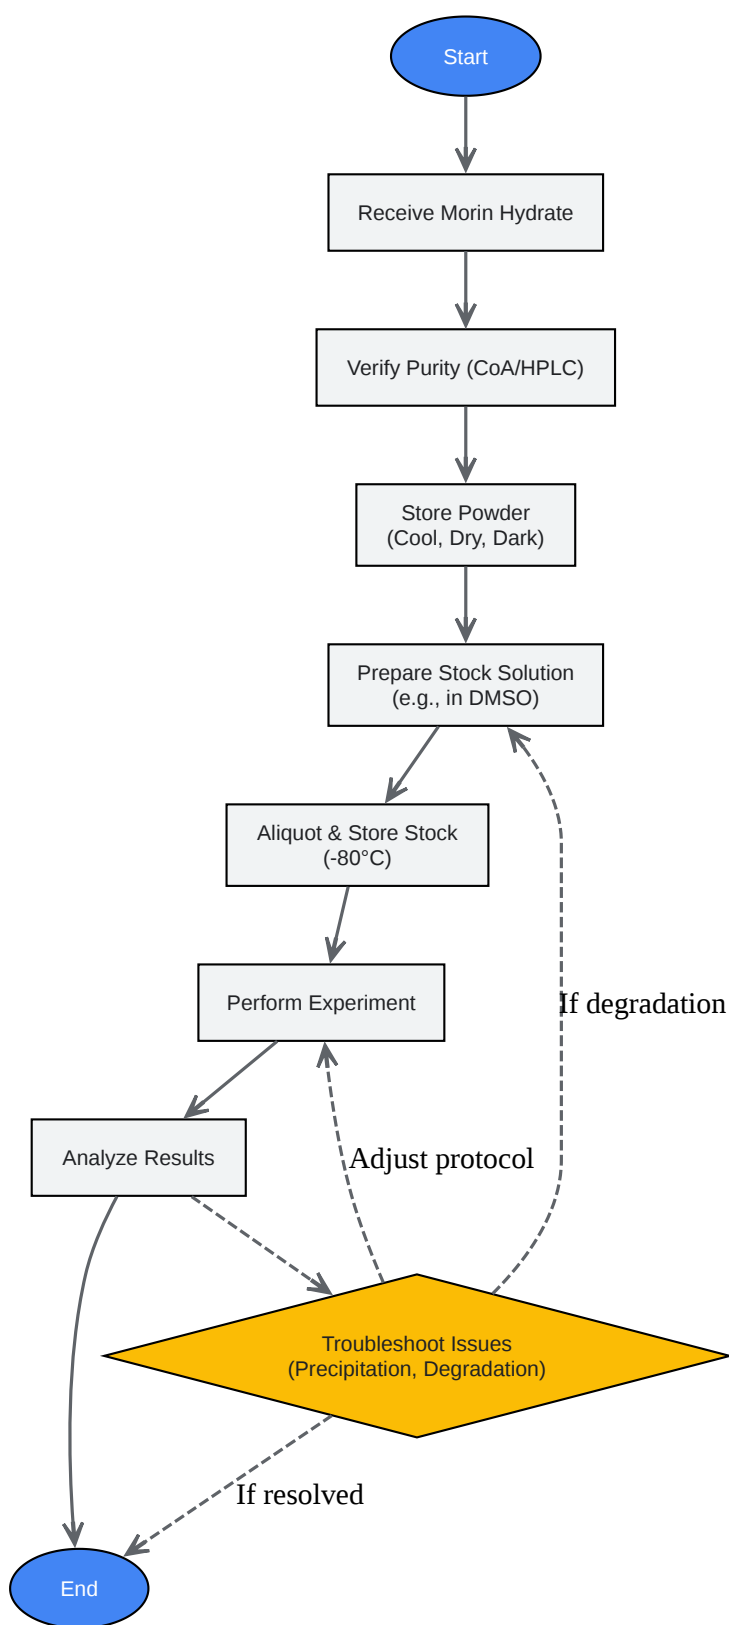 Start
Receive Morin Hydrate
Verify Purity (CoA/HPLC)
Store Powder
(Cool, Dry, Dark)
Prepare Stock Solution
(e.g., in DMSO)
Aliquot & Store Stock
(-80°C)
Perform Experiment
If degradation
Analyze Results
Adjust protocol
Troubleshoot Issues
(Precipitation, Degradation)
If resolved
End